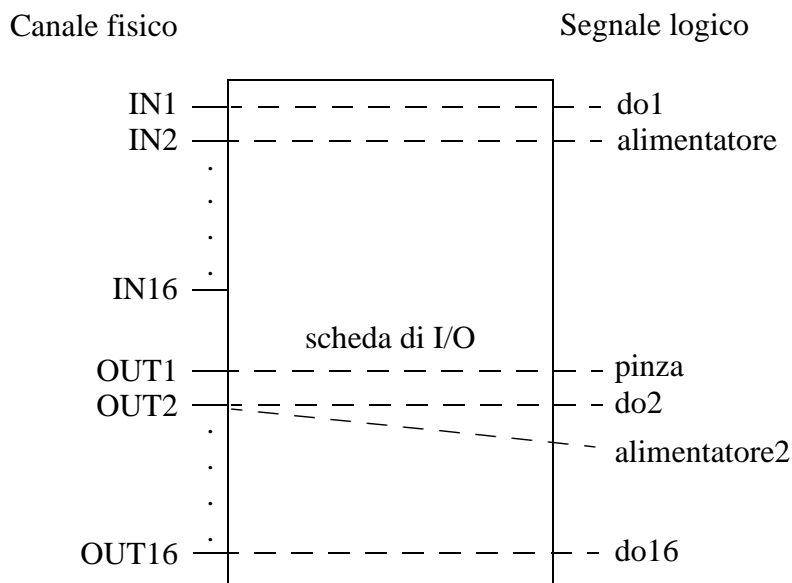 Canale fisico Segnale logico
IN1 do1
IN2 alimentatore
IN16
scheda di I/O
OUT1 pinza
OUT2 do2
alimentatore2
OUT16 do16